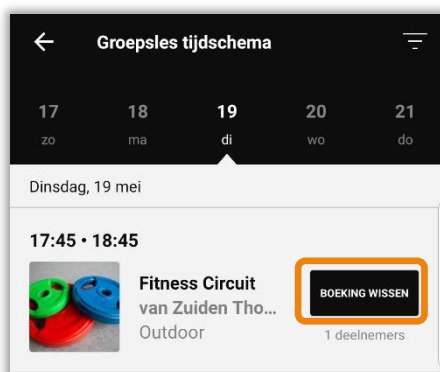 Groepsles tijdschema
17 18 19 20 21
zo ma di wo do
Dinsdag, 19 mei
17:45 • 18:45
Fitness Circuit
van Zuiden Tho...
Outdoor
BOEKING WISSEN
1 deelnemers